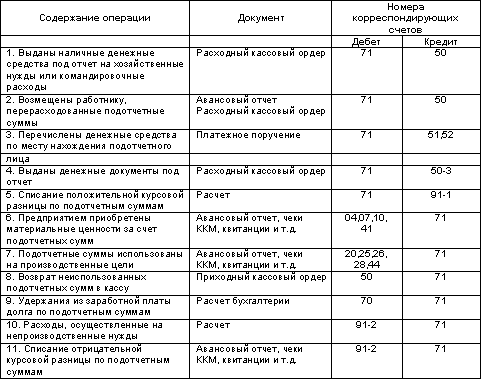 Содержание операции
Документ
Номера
корреспондирующих
счетов
Дебет
Кредит
1. Выданы наличные денежные
средства под отчет на хозяйственные
нужды или командировочные
расходы
Расходный кассовый ордер
71
50
2. Возмещены работнику,
перерасходованные подотчетные
суммы
Авансовый отчет
Расходный кассовый ордер
71
50
3. Перечислены денежные средства
по месту нахождения подотчетного
лица
Платежное поручение
71
51,52
4. Выданы денежные документы под
отчет
Расходный кассовый ордер
71
50-3
5. Списание положительной курсовой
разницы по подотчетным суммам
Расчет
71
91-1
6. Предприятием приобретены
материальные ценности за счет
подотчетных сумм
Авансовый отчет, чеки
ККМ, квитанции и т.д.
04,07,10,
41
71
7. Подотчетные суммы использованы
на производственные цели
Авансовый отчет, чеки
ККМ, квитанции и т.д.
20,25,26,
28,44
71
8. Возврат неиспользованных
подотчетных сумм в кассу
Приходный кассовый ордер
50
71
9. Удержания из заработной платы
долга по подотчетным суммам
Расчет бухгалтерии
70
71
10. Расходы, осуществленные на
непроизводственные нужды
Расчет
91-2
71
11. Списание отрицательной
курсовой разницы по подотчетным
суммам
Авансовый отчет, чеки
ККМ, квитанции и т.д.
91-2
71